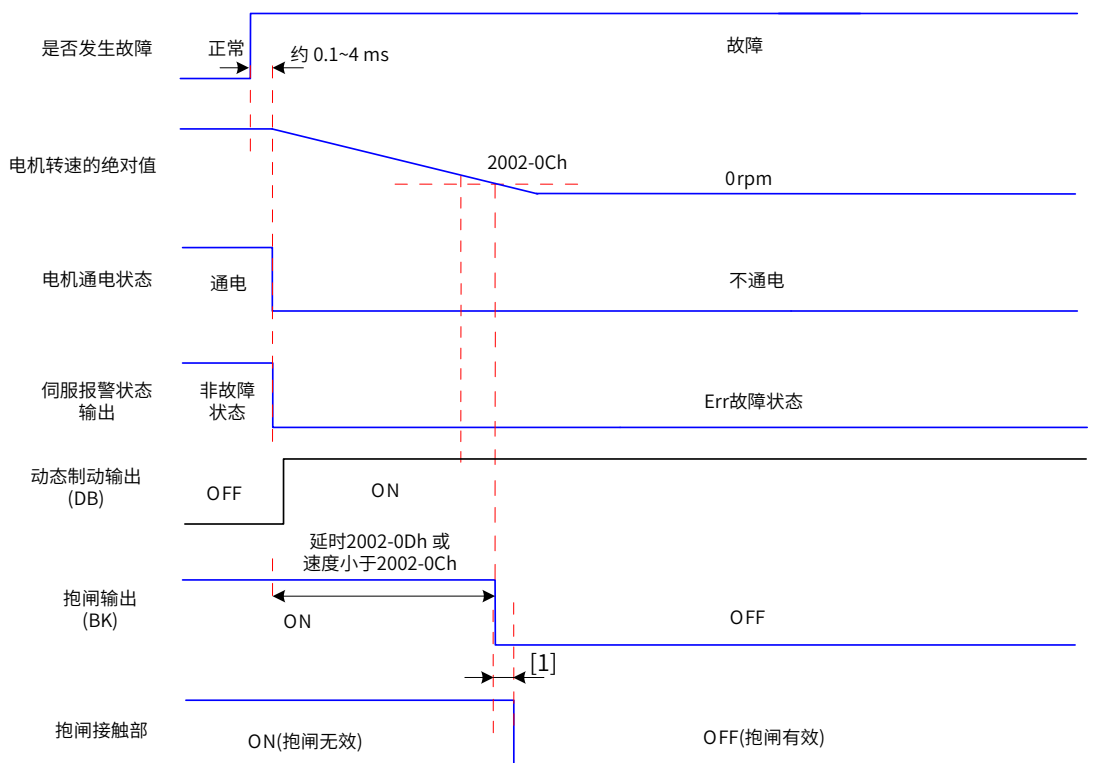 是否发生故障
正常
约 0.1~4 ms
故障
电机转速的绝对值
2002-0Ch
0rpm
电机通电状态
通电
不通电
伺服报警状态
输出
非故障
状态
Err故障状态
动态制动输出
(DB)
OFF
ON
延时2002-0Dh 或
速度小于2002-0Ch
抱闸输出
(BK)
ON
OFF
[1]
抱闸接触部
ON(抱闸无效)
OFF(抱闸有效)